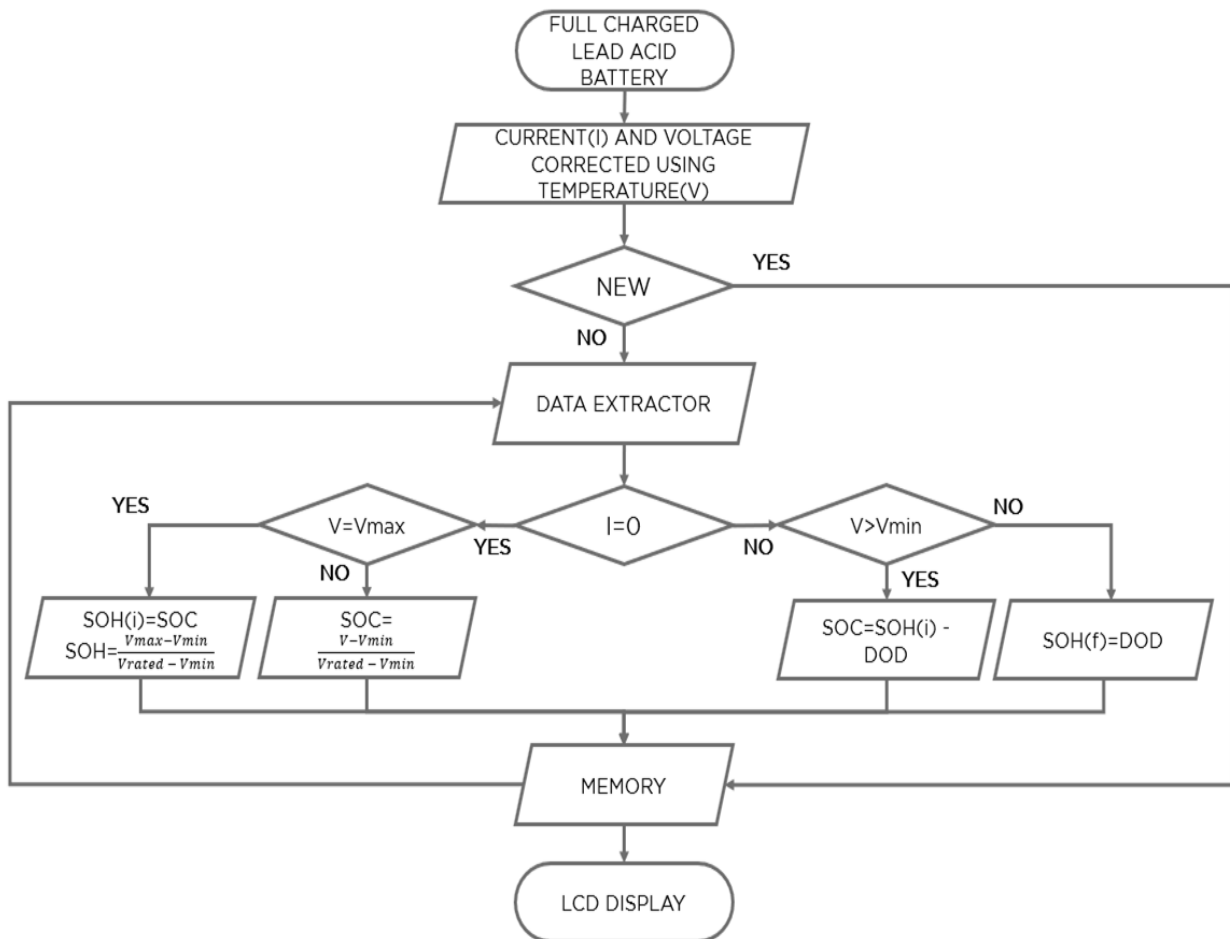 FULL CHARGED
LEAD ACID
BATTERY
CURRENT(I) AND VOLTAGE
CORRECTED USING
TEMPERATURE(V)
NEW
YES
NO
DATA EXTRACTOR
I=0
YES
NO
V=Vmax
YES
NO
V>Vmin
NO
YES
SOH(i)=SOC
SOH=\frac{Vmax-Vmin}{Vrated-Vmin}
SOC=
\frac{V-Vmin}{Vrated-Vmin}
SOC=SOH(i) -
DOD
SOH(f)=DOD
MEMORY
LCD DISPLAY